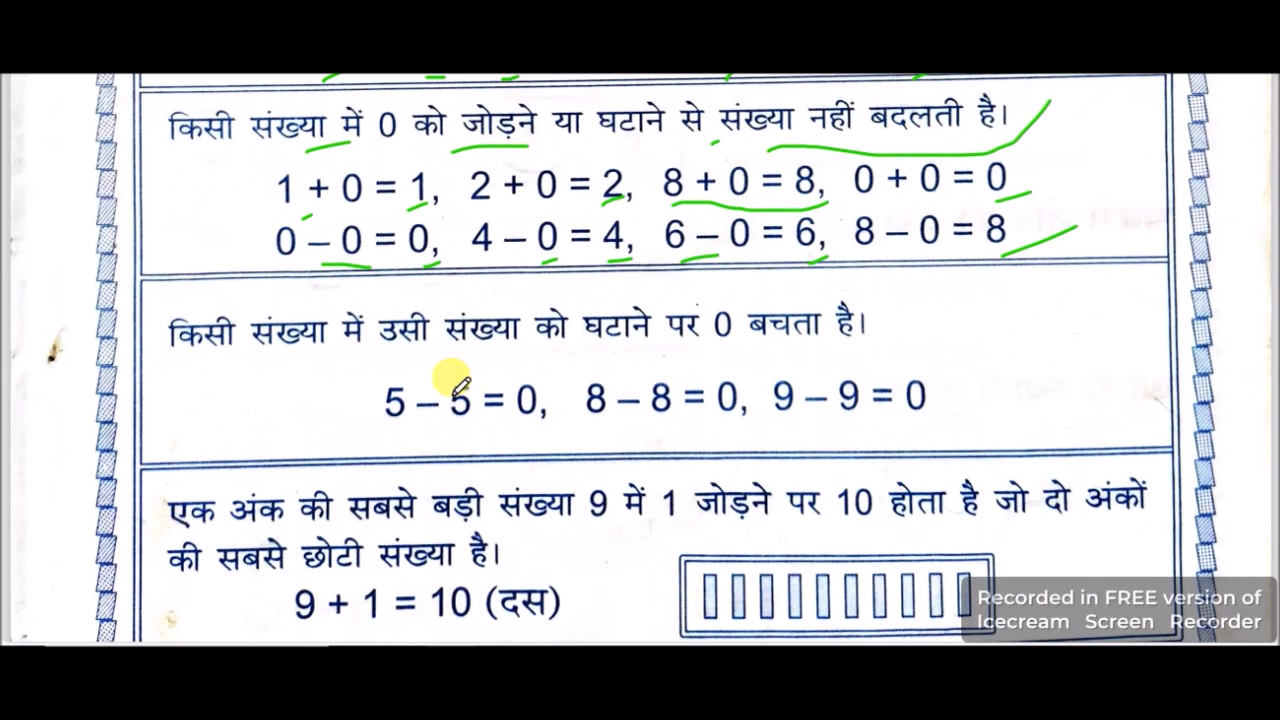 किसी संख्या में 0 को जोड़ने या घटाने से संख्या नहीं बदलती है।
1 + 0 = 1, 2 + 0 = 2, 8 + 0 = 8, 0 + 0 = 0
0 – 0 = 0, 4 – 0 = 4, 6 – 0 = 6, 8 – 0 = 8
किसी संख्या में उसी संख्या को घटाने पर 0 बचता है।
5 – 5 = 0, 8 – 8 = 0, 9 – 9 = 0
एक अंक की सबसे बड़ी संख्या 9 में 1 जोड़ने पर 10 होता है जो दो अंकों
की सबसे छोटी संख्या है।
9 + 1 = 10 (दस)
Recorded in FREE version of
Icecream Screen Recorder